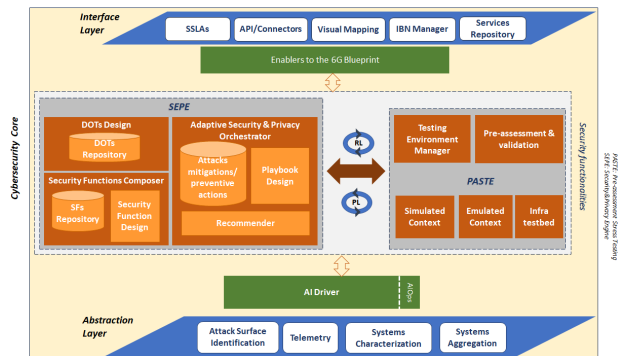 Interface
Layer
SSLAs
API/Connectors
Visual Mapping
IBN Manager
Services
Repository
Enablers to the 6G Blueprint
Cybersecurity Core
SEPE
DOTs Design
DOTs
Repository
Security Functions Composer
SFs
Repository
Security
Function
Design
Adaptive Security & Privacy
Orchestrator
Attacks
mitigations/
preventive
actions
Playbook
Design
Recommender
RL
PL
Testing
Environment
Manager
Pre-assessment &
validation
PASTE
Simulated
Context
Emulated
Context
Infra
testbed
Security functionalities
PASTE: Pre-assessment Stress Testing
SEPE: Security&Privacy Engine
AI Driver
AIOps
Abstraction
Layer
Attack Surface
Identification
Telemetry
Systems
Characterization
Systems
Aggregation